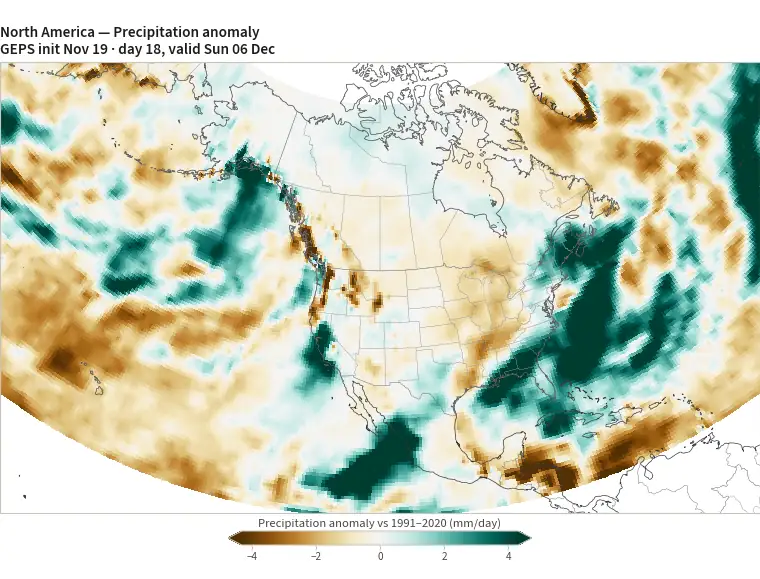 North America — Precipitation anomaly
GEPS init Nov 19 · day 18, valid Sun 06 Dec
Precipitation anomaly vs 1991–2020 (mm/day)
−4 −2 0 2 4